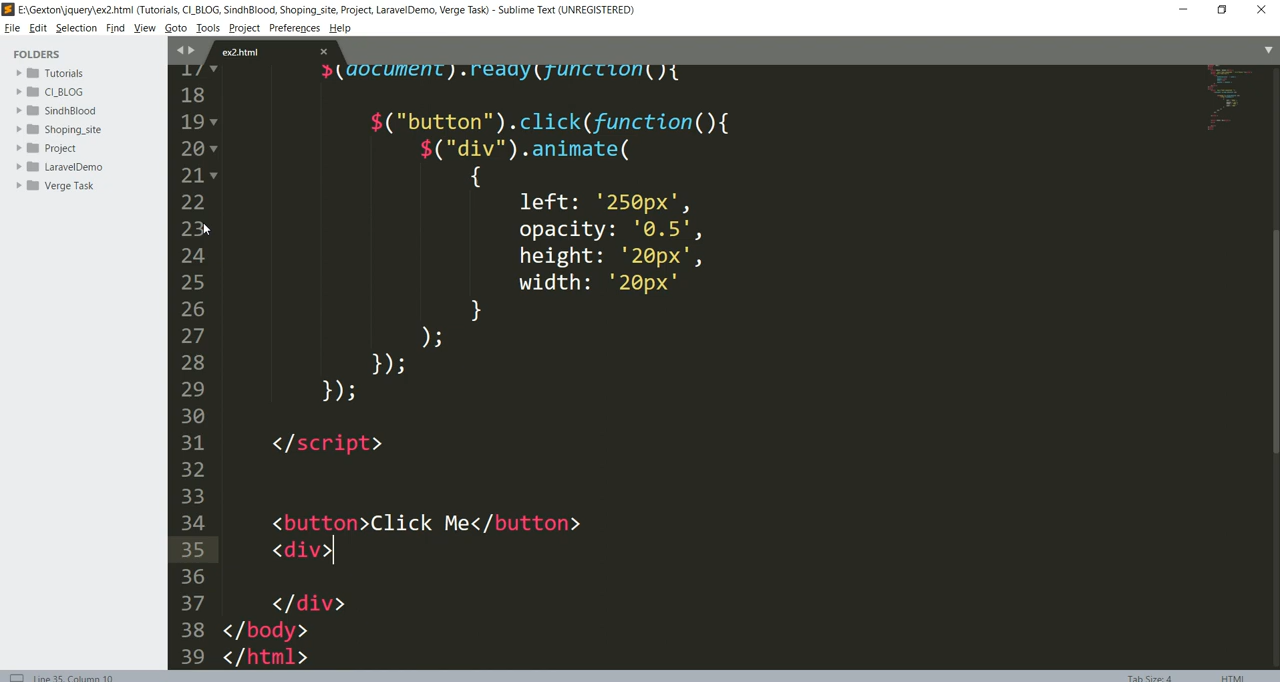 E:\Gexton\jquery\ex2.html (Tutorials, CI_BLOG, SindhBlood, Shoping_site, Project, LaravelDemo, Verge Task) - Sublime Text (UNREGISTERED)
File Edit Selection Find View Goto Tools Project Preferences Help
FOLDERS
Tutorials
CI_BLOG
SindhBlood
Shoping_site
Project
LaravelDemo
Verge Task
ex2.html
17 $(document).ready(function(){
18
19 $("button").click(function(){
20 $("div").animate(
21 {
22 left: '250px',
23 opacity: '0.5',
24 height: '20px',
25 width: '20px'
26 }
27 );
28 });
29 });
30
31 </script>
32
33
34 <button>Click Me</button>
35 <div>
36
37 </div>
38 </body>
39 </html>
Line 35, Column 10 Tab Size: 4 HTML